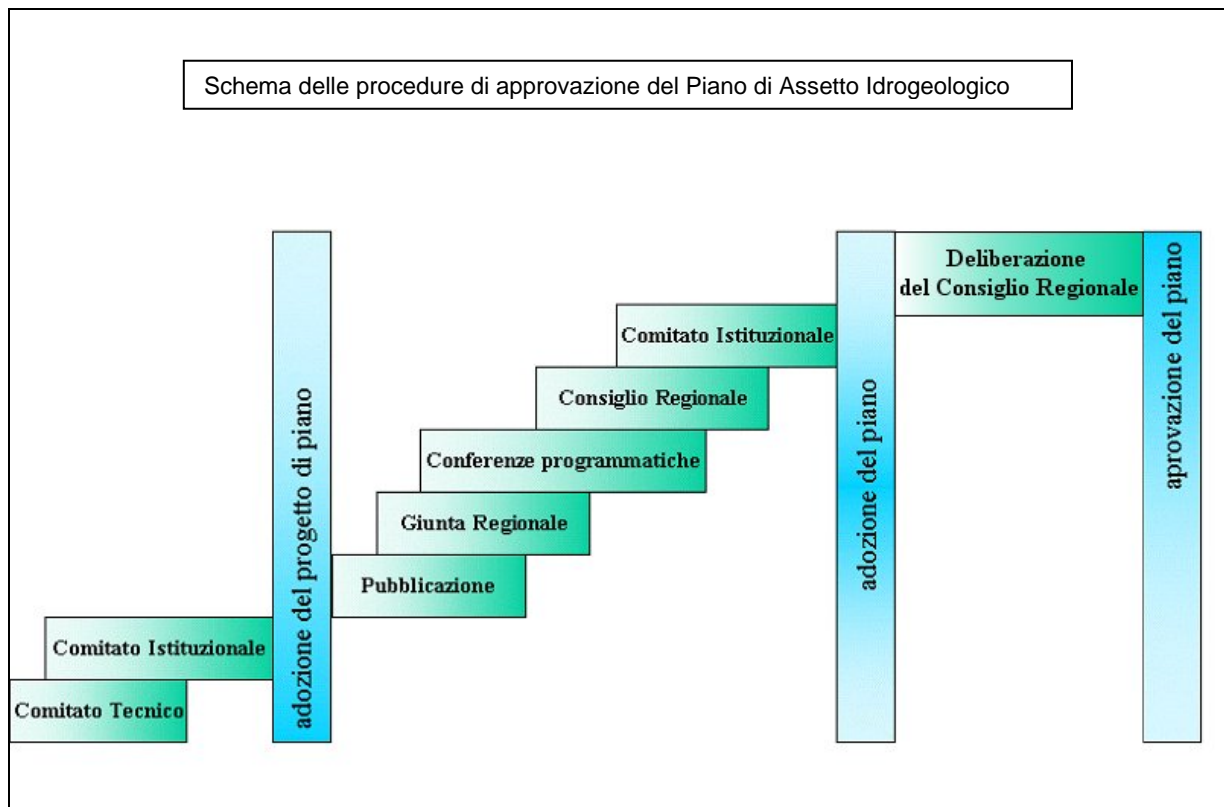 Schema delle procedure di approvazione del Piano di Assetto Idrogeologico
Comitato Tecnico
Comitato Istituzionale
adozione del progetto di piano
Pubblicazione
Giunta Regionale
Conferenze programmatiche
Consiglio Regionale
Comitato Istituzionale
adozione del piano
Deliberazione
del Consiglio Regionale
aprovazione del piano